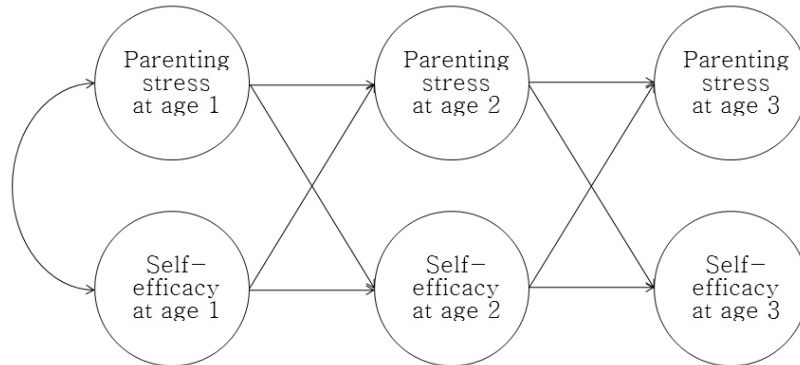 Parenting
stress
at age 1
Parenting
stress
at age 2
Parenting
stress
at age 3
Self-
efficacy
at age 1
Self-
efficacy
at age 2
Self-
efficacy
at age 3